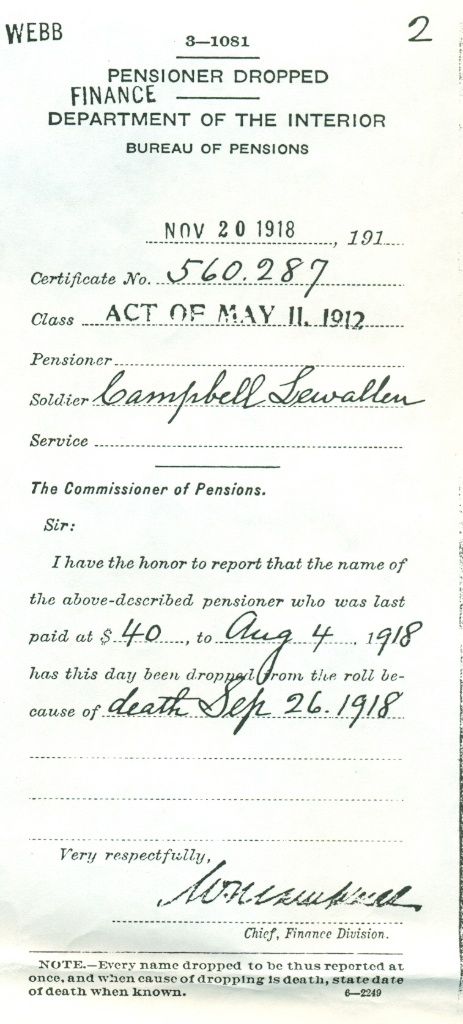 WEBB
2
3—1081
PENSIONER DROPPED
FINANCE
DEPARTMENT OF THE INTERIOR
BUREAU OF PENSIONS
NOV 20 1918, 191
Certificate No. 560.287
Class ACT OF MAY 11, 1912
Pensioner
Soldier Campbell Lewallen
Service
The Commissioner of Pensions.
Sir:
I have the honor to report that the name of
the above-described pensioner who was last
paid at $ 40, to Aug 4. 1918
has this day been dropped from the roll be-
cause of death Sep 26. 1918
Very respectfully,
Chief, Finance Division.
NOTE.—Every name dropped to be thus reported at
once, and when cause of dropping is death, state date
of death when known.
6—2249